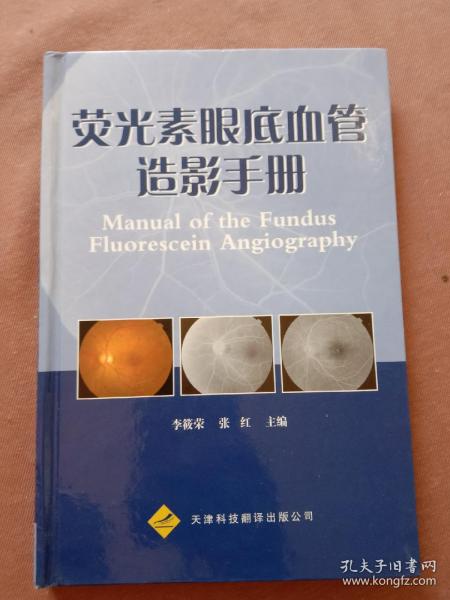 荧光素眼底血管
造影手册
Manual of the Fundus
Fluorescein Angiography
李筱荣 张红 主编
天津科技翻译出版公司
孔夫子旧书网
www.kongfz.com